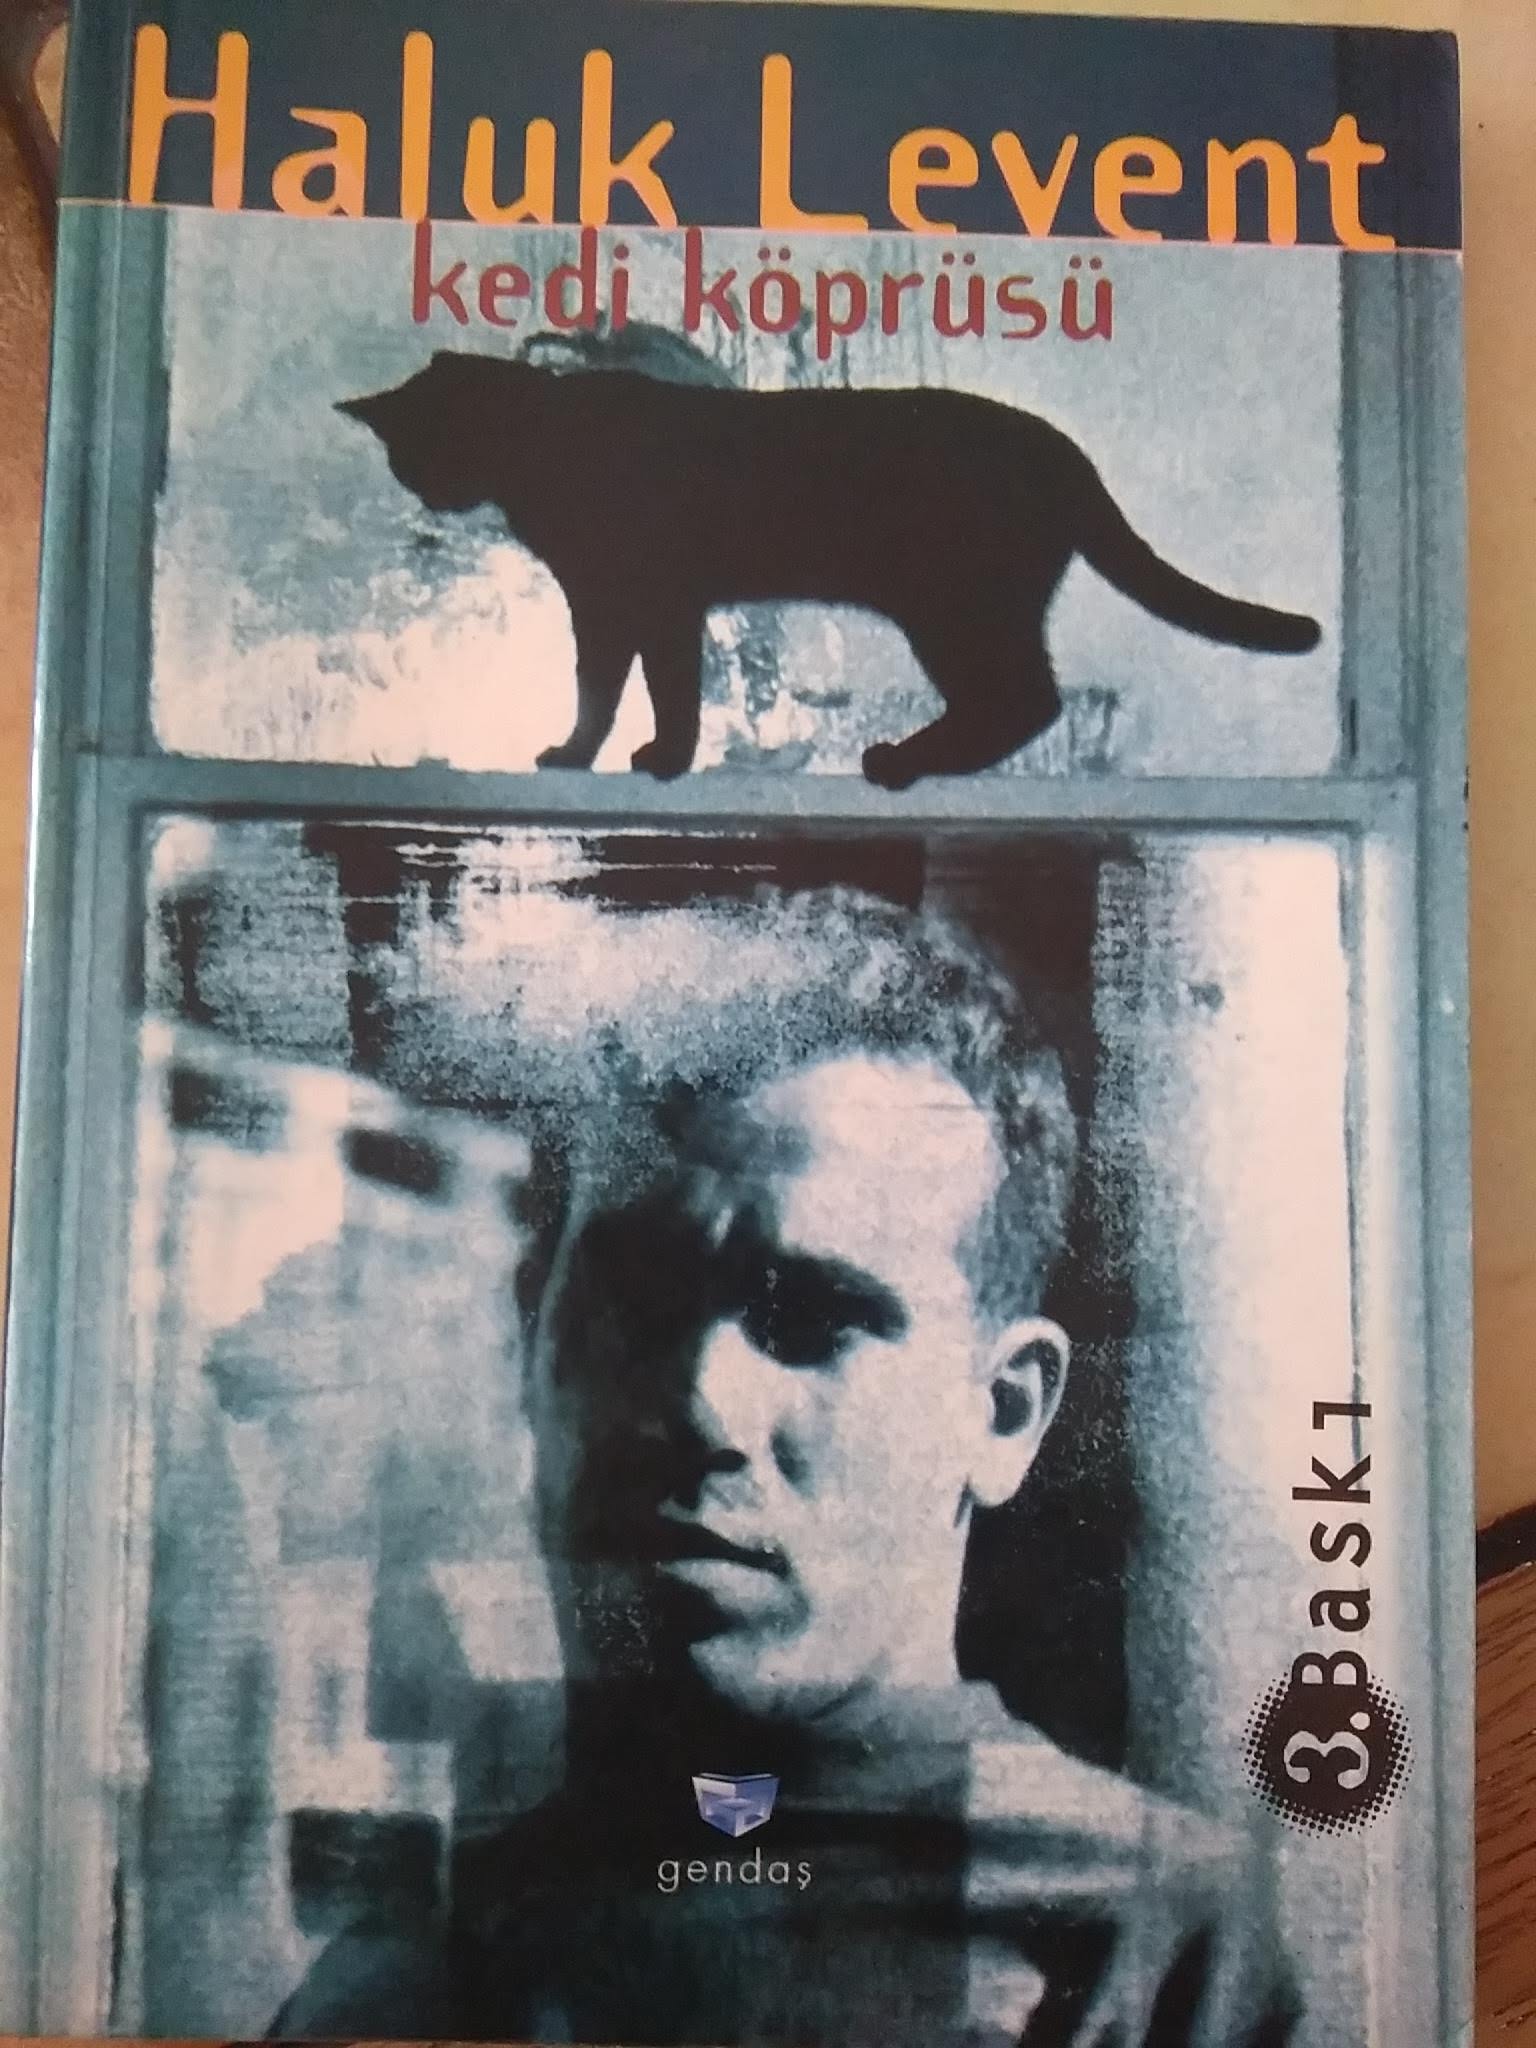 Haluk Levent
kedi köprüsü
3. Baskı
gendaş